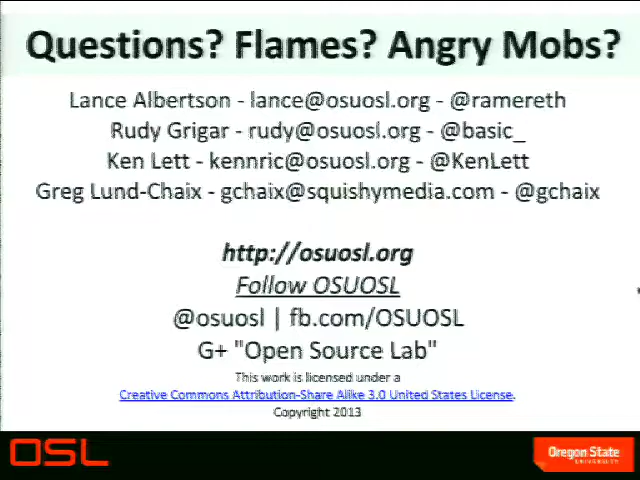 Questions? Flames? Angry Mobs?
Lance Albertson - lance@osuosl.org - @ramereth
Rudy Grigar - rudy@osuosl.org - @basic_
Ken Lett - kennric@osuosl.org - @KenLett
Greg Lund-Chaix - gchaix@squishymedia.com - @gchaix
http://osuosl.org
Follow OSUOSL
@osuosl | fb.com/OSUOSL
G+ "Open Source Lab"
This work is licensed under a
Creative Commons Attribution-Share Alike 3.0 United States License.
Copyright 2013
OSL
Oregon State
UNIVERSITY